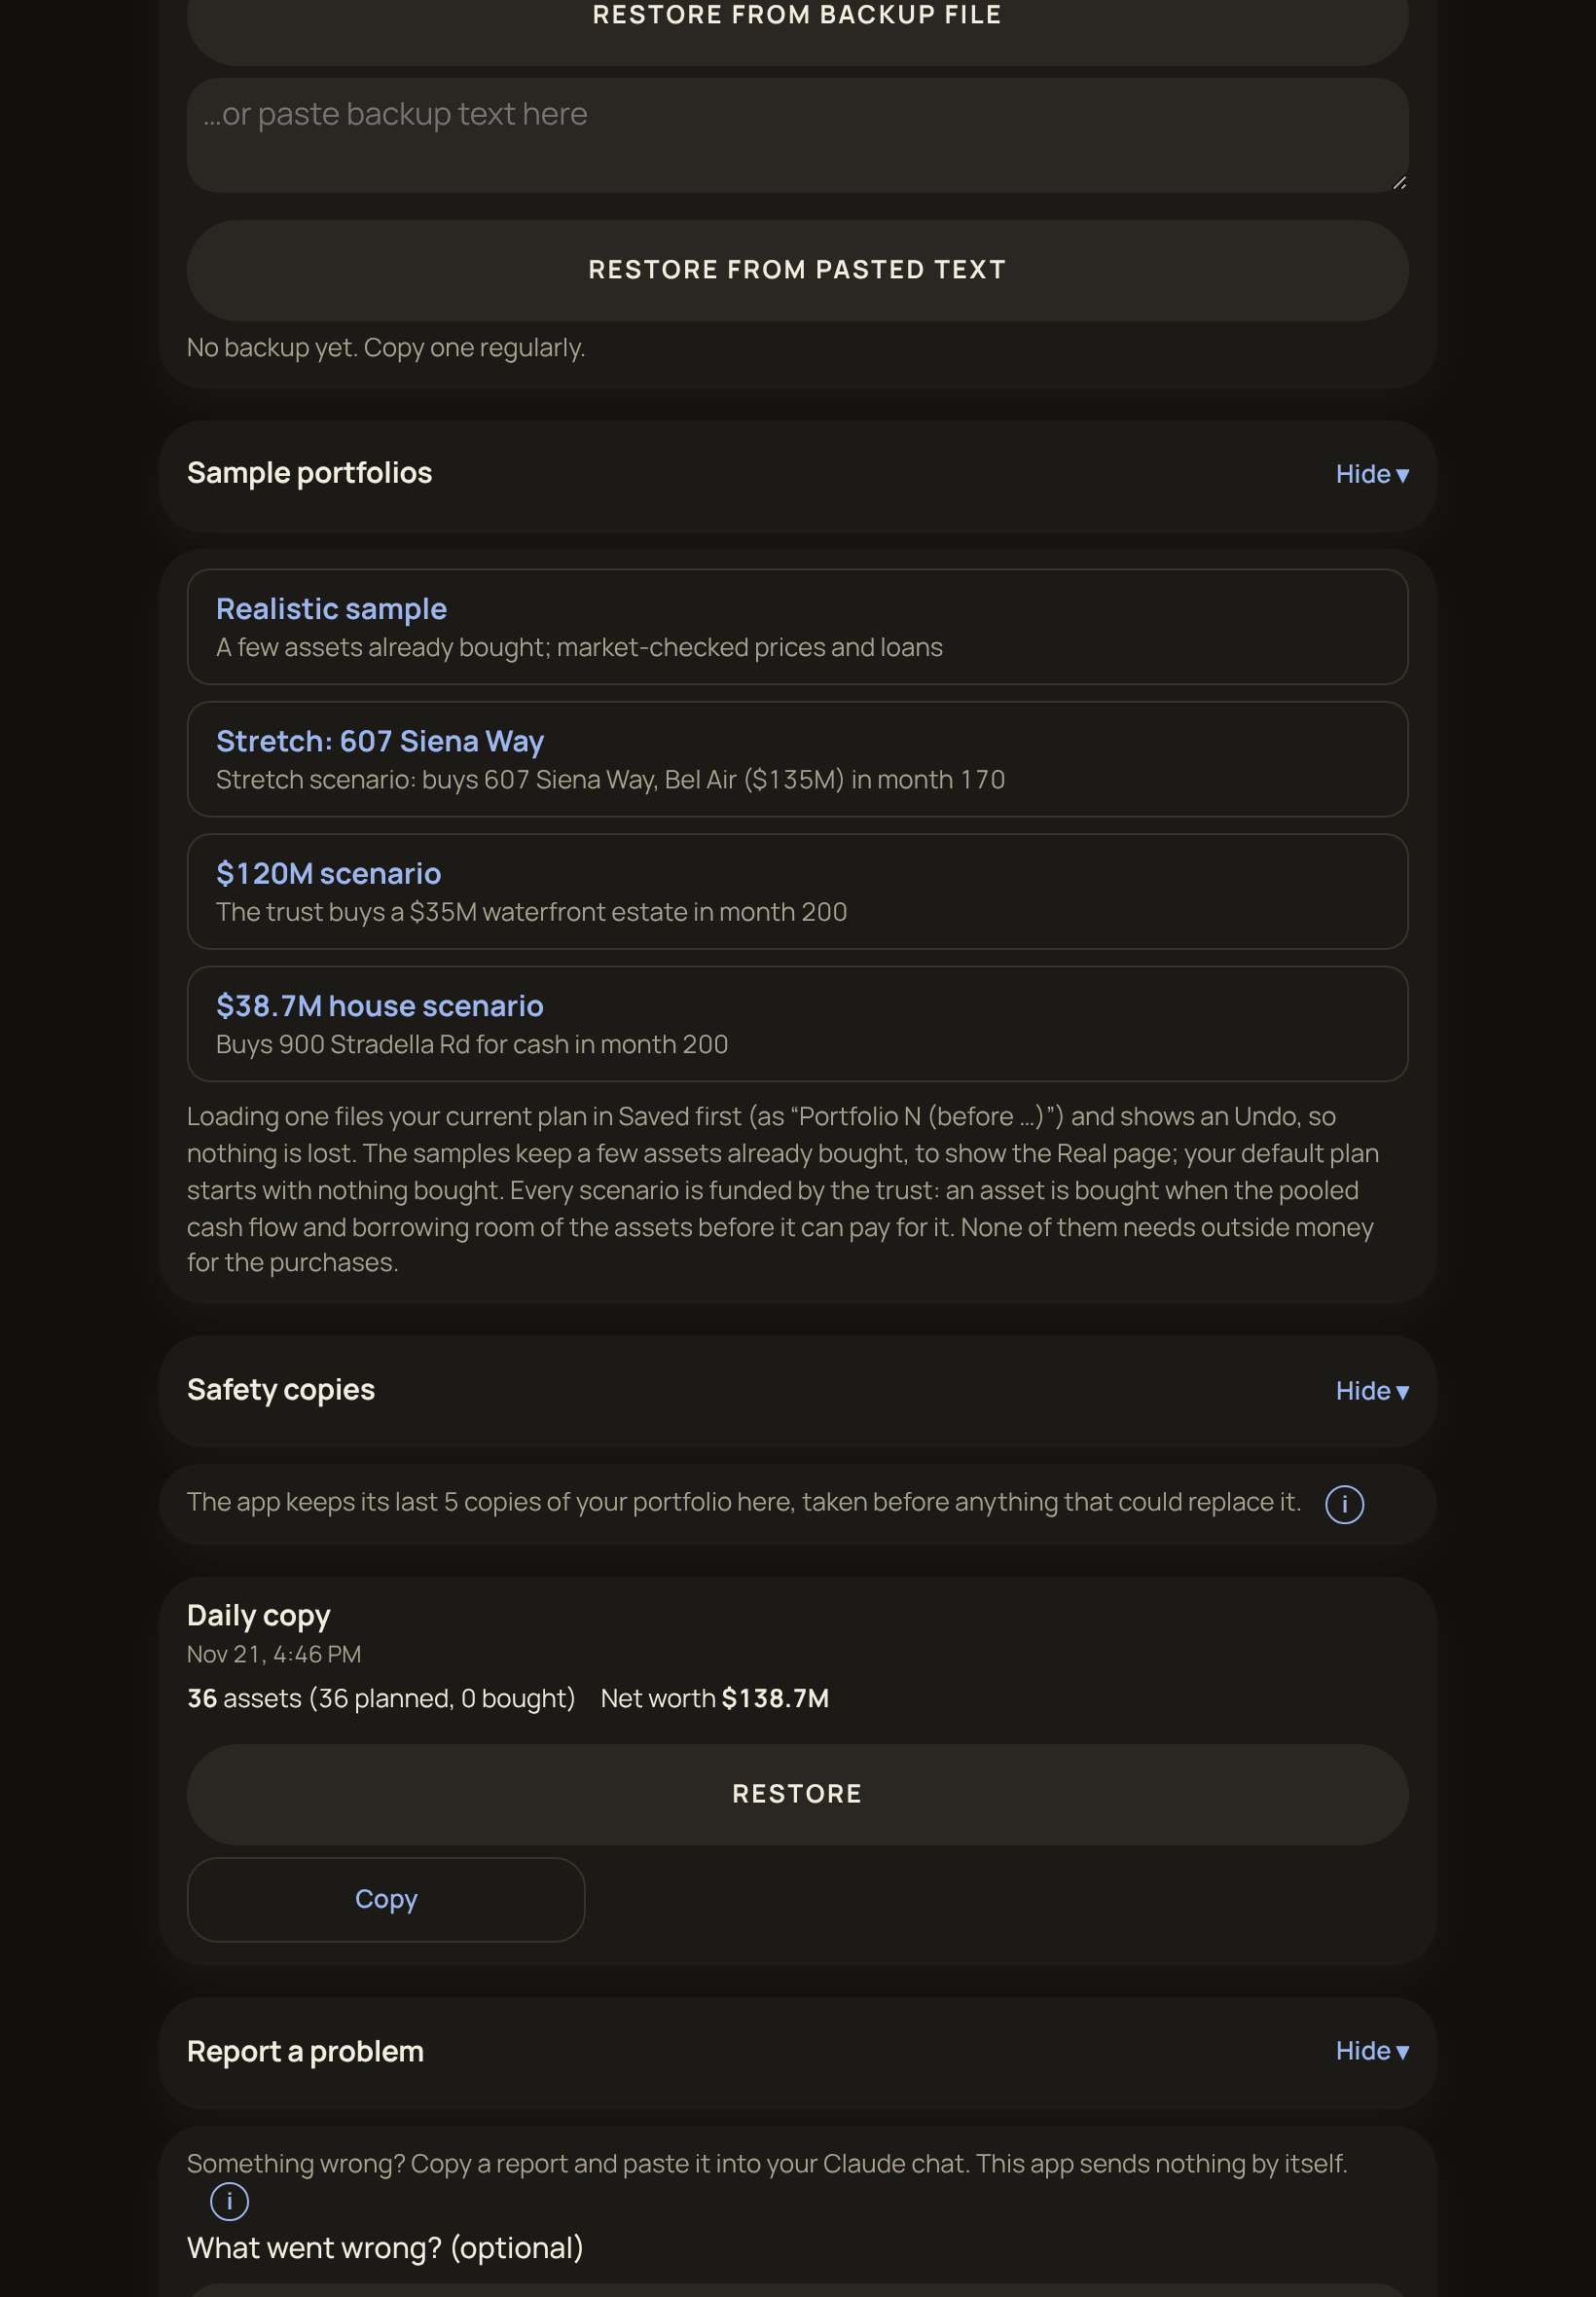 RESTORE FROM BACKUP FILE
…or paste backup text here
RESTORE FROM PASTED TEXT
No backup yet. Copy one regularly.
Sample portfolios
Hide ▾
Realistic sample
A few assets already bought; market-checked prices and loans
Stretch: 607 Siena Way
Stretch scenario: buys 607 Siena Way, Bel Air ($135M) in month 170
$120M scenario
The trust buys a $35M waterfront estate in month 200
$38.7M house scenario
Buys 900 Stradella Rd for cash in month 200
Loading one files your current plan in Saved first (as “Portfolio N (before …)”) and shows an Undo, so
nothing is lost. The samples keep a few assets already bought, to show the Real page; your default plan
starts with nothing bought. Every scenario is funded by the trust: an asset is bought when the pooled
cash flow and borrowing room of the assets before it can pay for it. None of them needs outside money
for the purchases.
Safety copies
Hide ▾
The app keeps its last 5 copies of your portfolio here, taken before anything that could replace it. i
Daily copy
Nov 21, 4:46 PM
36 assets (36 planned, 0 bought) Net worth $138.7M
RESTORE
Copy
Report a problem
Hide ▾
Something wrong? Copy a report and paste it into your Claude chat. This app sends nothing by itself.
i
What went wrong? (optional)